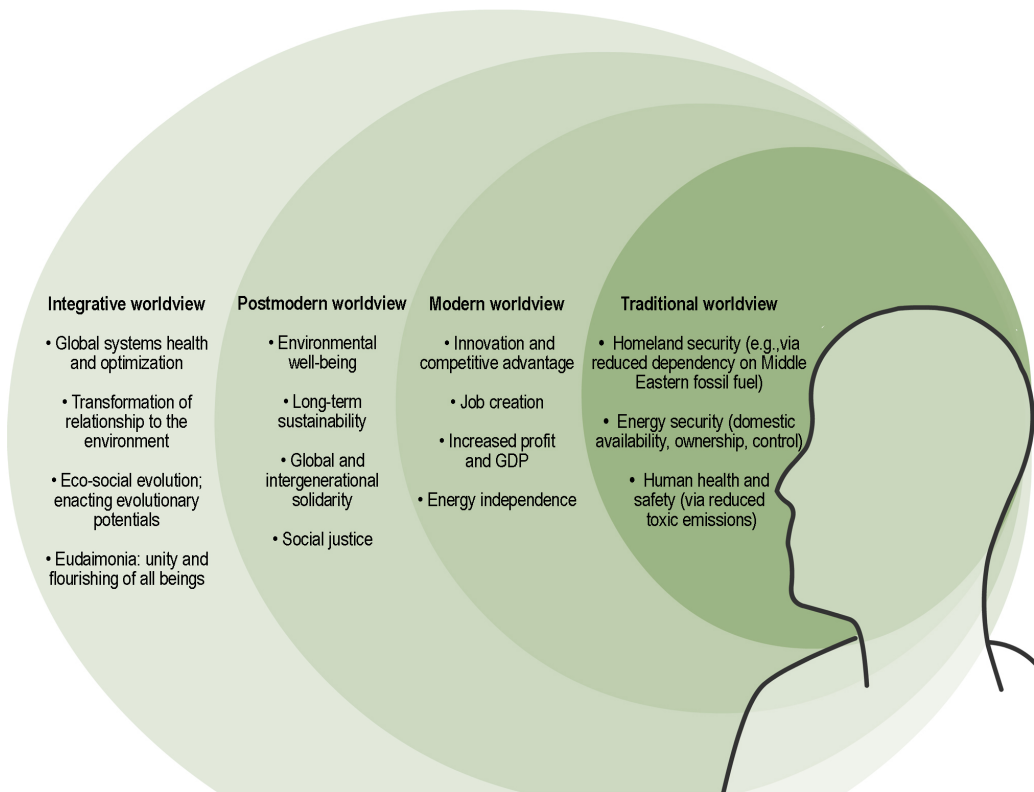 Integrative worldview
• Global systems health
and optimization
• Transformation of
relationship to the
environment
• Eco-social evolution;
enacting evolutionary
potentials
• Eudaimonia: unity and
flourishing of all beings
Postmodern worldview
• Environmental
well-being
• Long-term
sustainability
• Global and
intergenerational
solidarity
• Social justice
Modern worldview
• Innovation and
competitive advantage
• Job creation
• Increased profit
and GDP
• Energy independence
Traditional worldview
• Homeland security (e.g.,via
reduced dependency on Middle
Eastern fossil fuel)
• Energy security (domestic
availability, ownership, control)
• Human health and
safety (via reduced
toxic emissions)